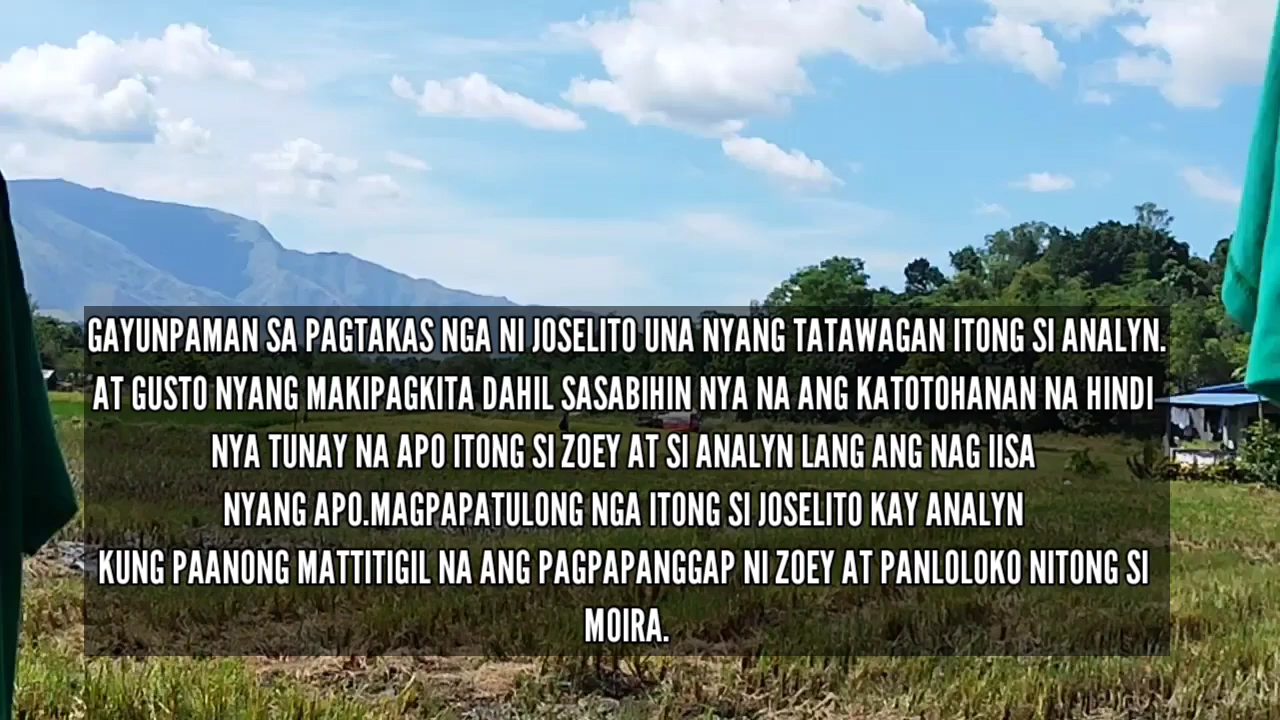 GAYUNPAMAN SA PAGTAKAS NGA NI JOSELITO UNA NYANG TATAWAGAN ITONG SI ANALYN.
AT GUSTO NYANG MAKIPAGKITA DAHIL SASABIHIN NYA NA ANG KATOTOHANAN NA HINDI
NYA TUNAY NA APO ITONG SI ZOEY AT SI ANALYN LANG ANG NAG IISA
NYANG APO.MAGPAPATULONG NGA ITONG SI JOSELITO KAY ANALYN
KUNG PAANONG MATTITIGIL NA ANG PAGPAPANGGAP NI ZOEY AT PANLOLOKO NITONG SI
MOIRA.